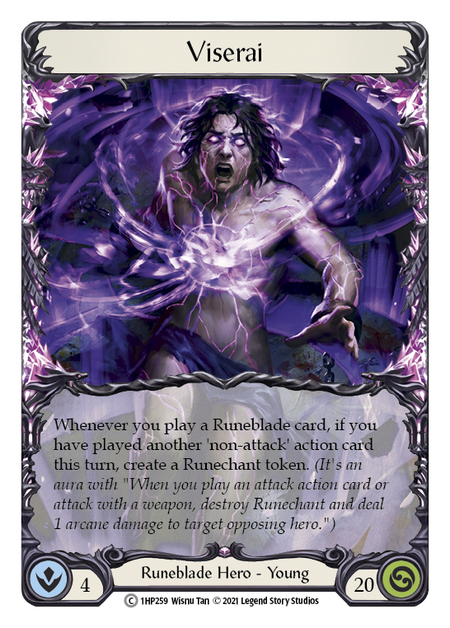 Viserai
Whenever you play a Runeblade card, if you
have played another 'non-attack' action card
this turn, create a Runechant token. (It's an
aura with "When you play an attack action card or
attack with a weapon, destroy Runechant and deal
1 arcane damage to target opposing hero.")
4
Runeblade Hero - Young
20
C 1HP259 Wisnu Tan © 2021 Legend Story Studios